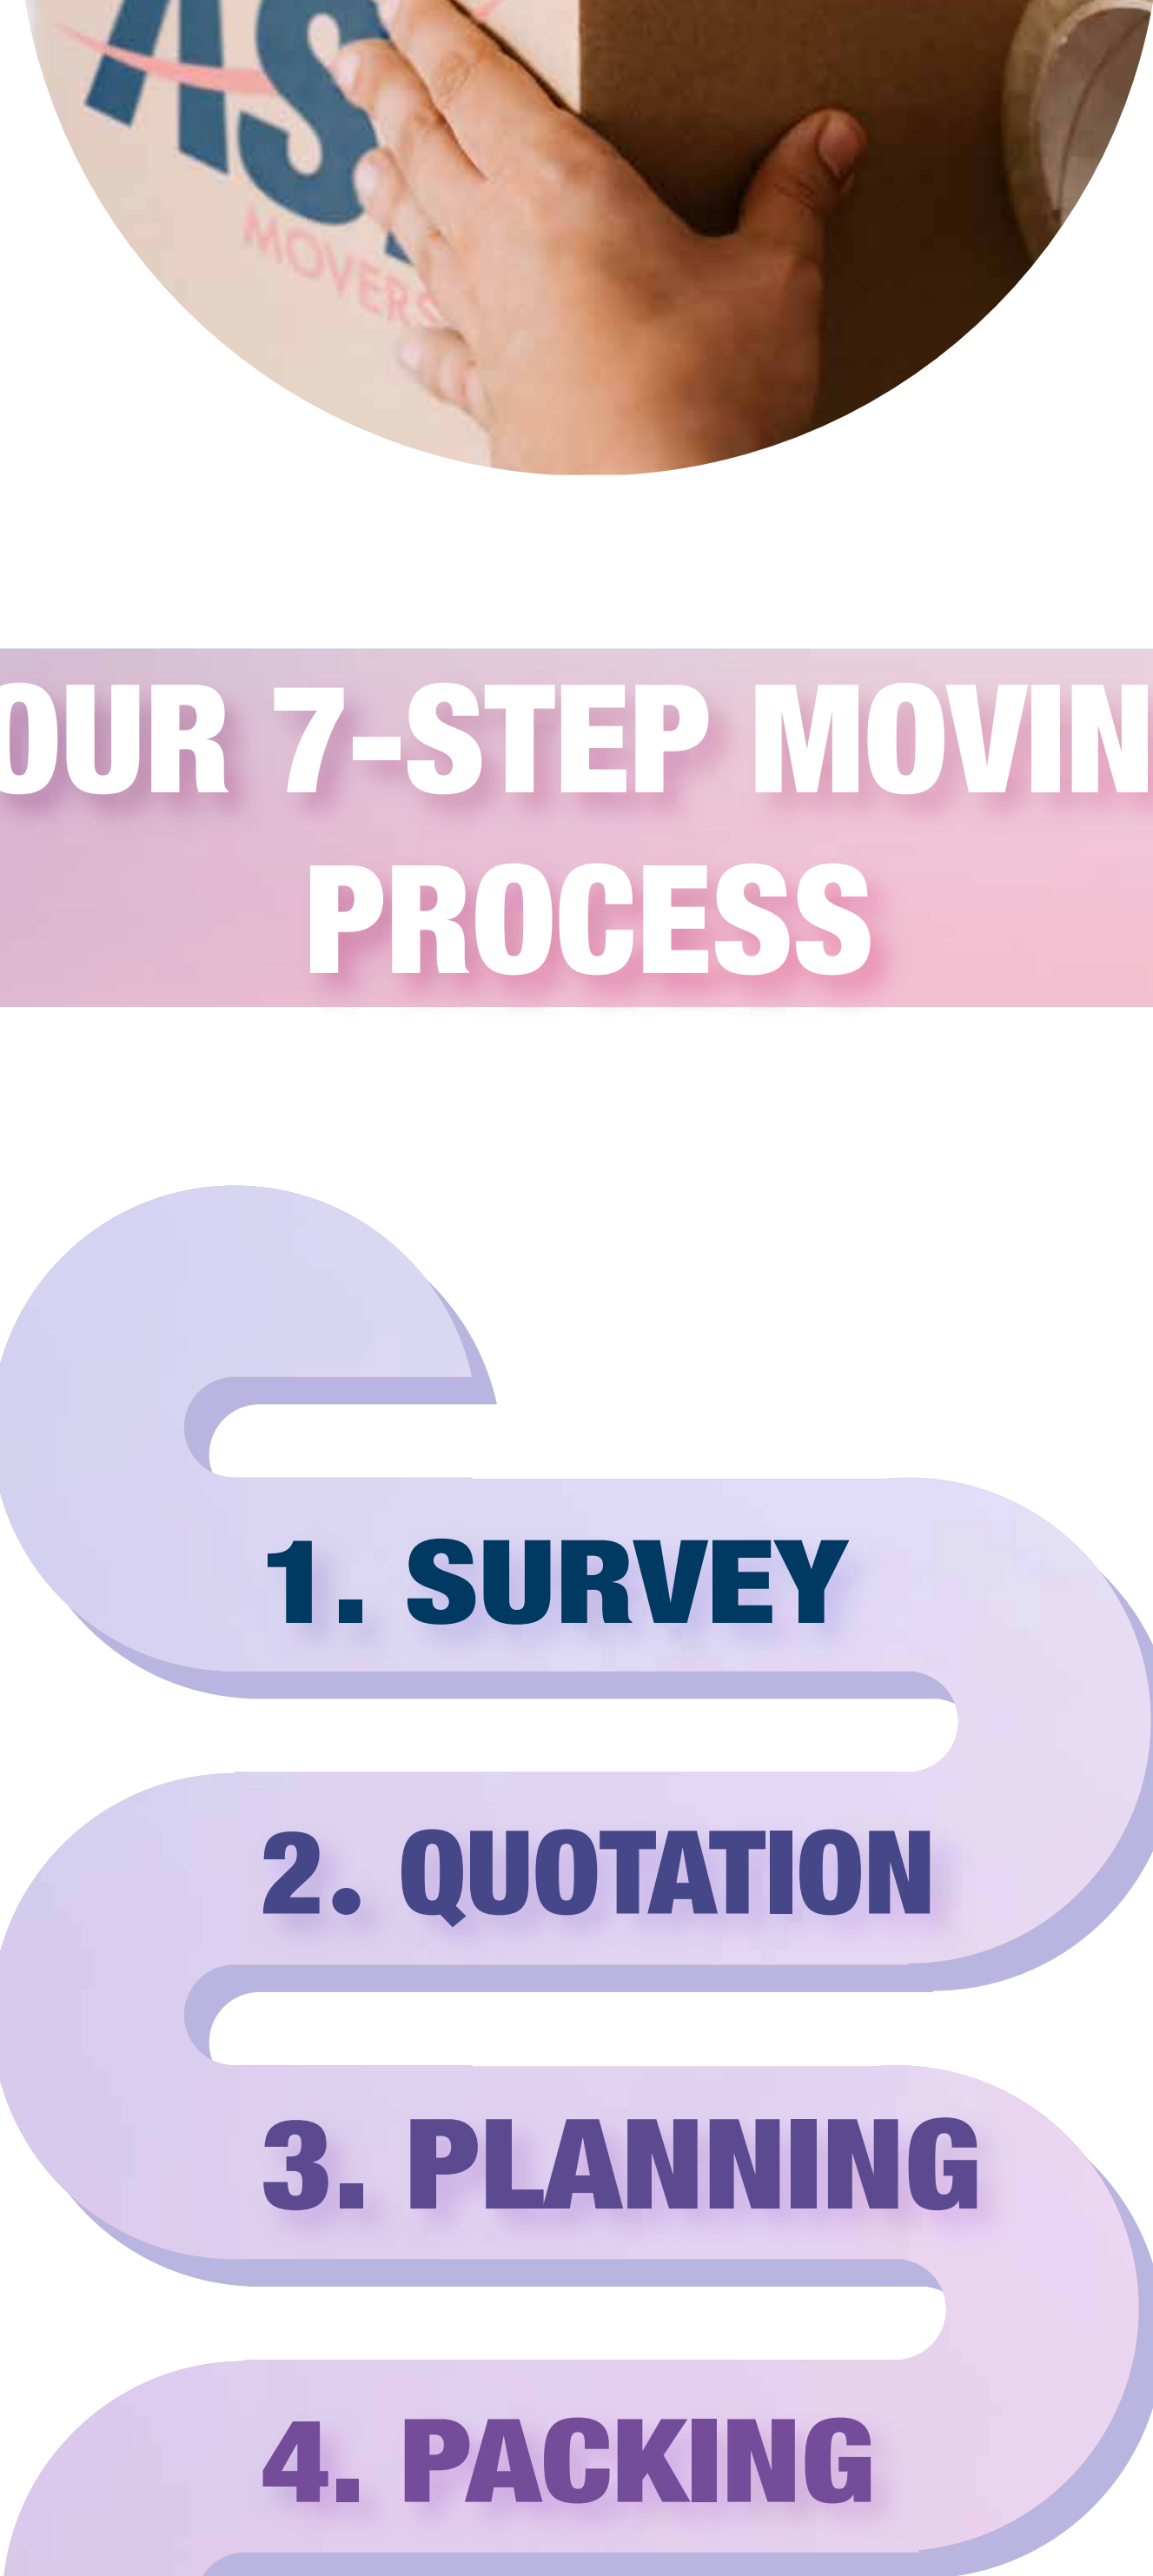 MOVERS
OUR 7-STEP MOVIN
PROCESS
1. SURVEY
2. QUOTATION
3. PLANNING
4. PACKING